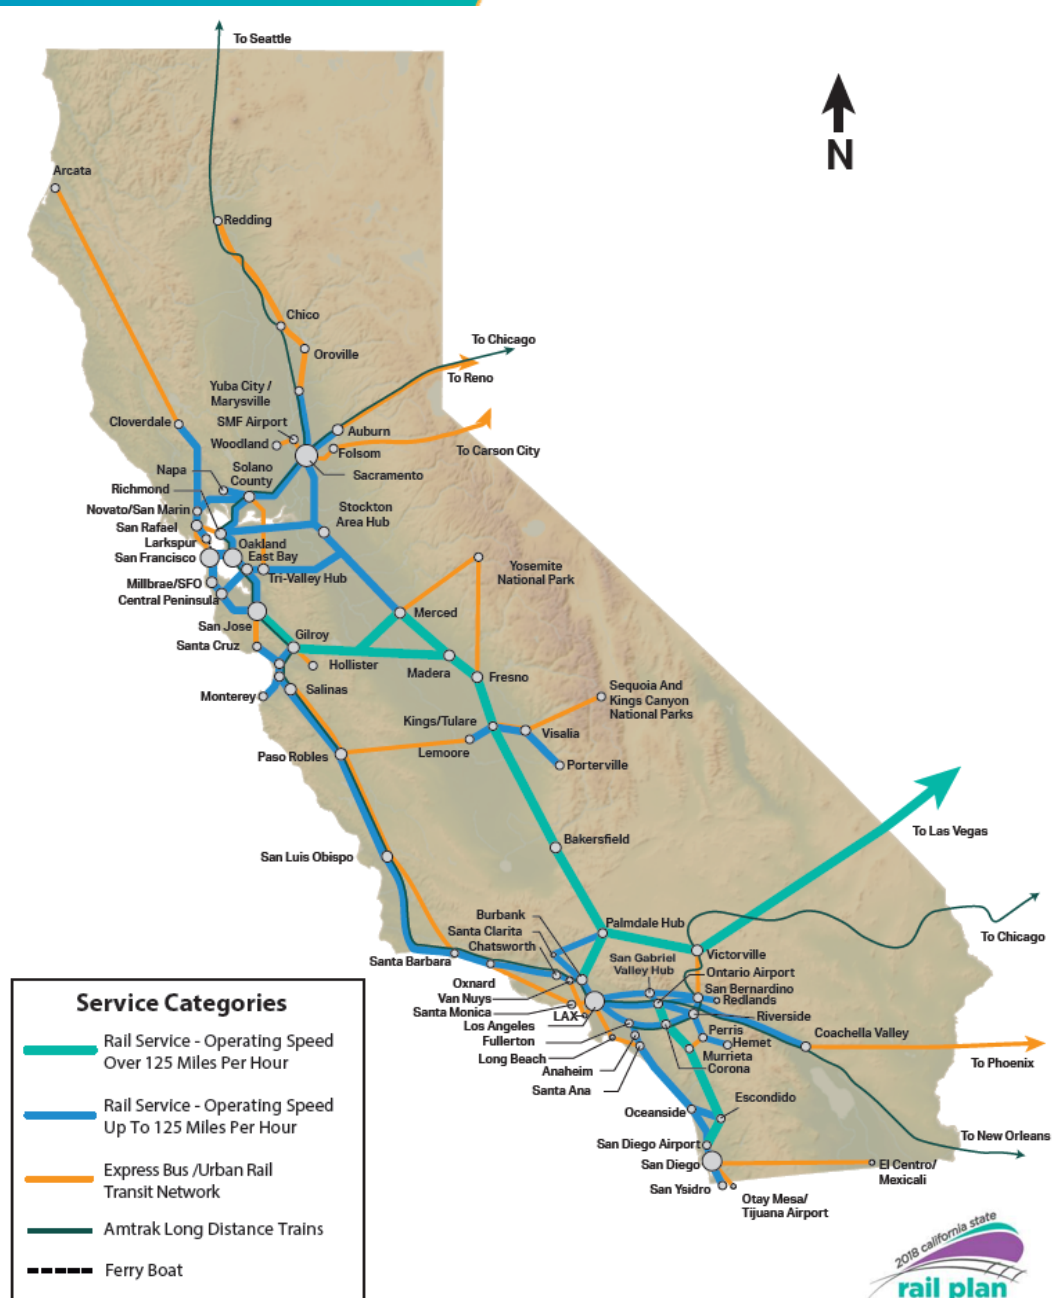 To Seattle
N
Arcata
Redding
Chico
Oroville
To Chicago
To Reno
Yuba City /
Marysville
SMF Airport
Woodland
Cloverdale
Auburn
Folsom
To Carson City
Sacramento
Napa
Solano
County
Richmond
Novato/San Marin
San Rafael
Larkspur
San Francisco
Stockton
Area Hub
Oakland
East Bay
Tri-Valley Hub
Millbrae/SFO
Central Peninsula
San Jose
Santa Cruz
Gilroy
Hollister
Monterey
Salinas
Yosemite
National Park
Merced
Madera
Fresno
Sequoia And
Kings Canyon
National Parks
Kings/Tulare
Lemoore
Visalia
Porterville
Paso Robles
San Luis Obispo
Bakersfield
To Las Vegas
Burbank
Santa Clarita
Chatsworth
Palmdale Hub
Victorville
To Chicago
Santa Barbara
San Gabriel
Valley Hub
Ontario Airport
San Bernardino
Redlands
Oxnard
Van Nuys
Santa Monica
LAX
Los Angeles
Fullerton
Long Beach
Anaheim
Santa Ana
Riverside
Perris
Hemet
Murrieta
Corona
Coachella Valley
To Phoenix
Oceanside
Escondido
San Diego Airport
San Diego
San Ysidro
Otay Mesa/
Tijuana Airport
El Centro/
Mexicali
To New Orleans
Service Categories
Rail Service - Operating Speed
Over 125 Miles Per Hour
Rail Service - Operating Speed
Up To 125 Miles Per Hour
Express Bus /Urban Rail
Transit Network
Amtrak Long Distance Trains
Ferry Boat
2018 california state
rail plan